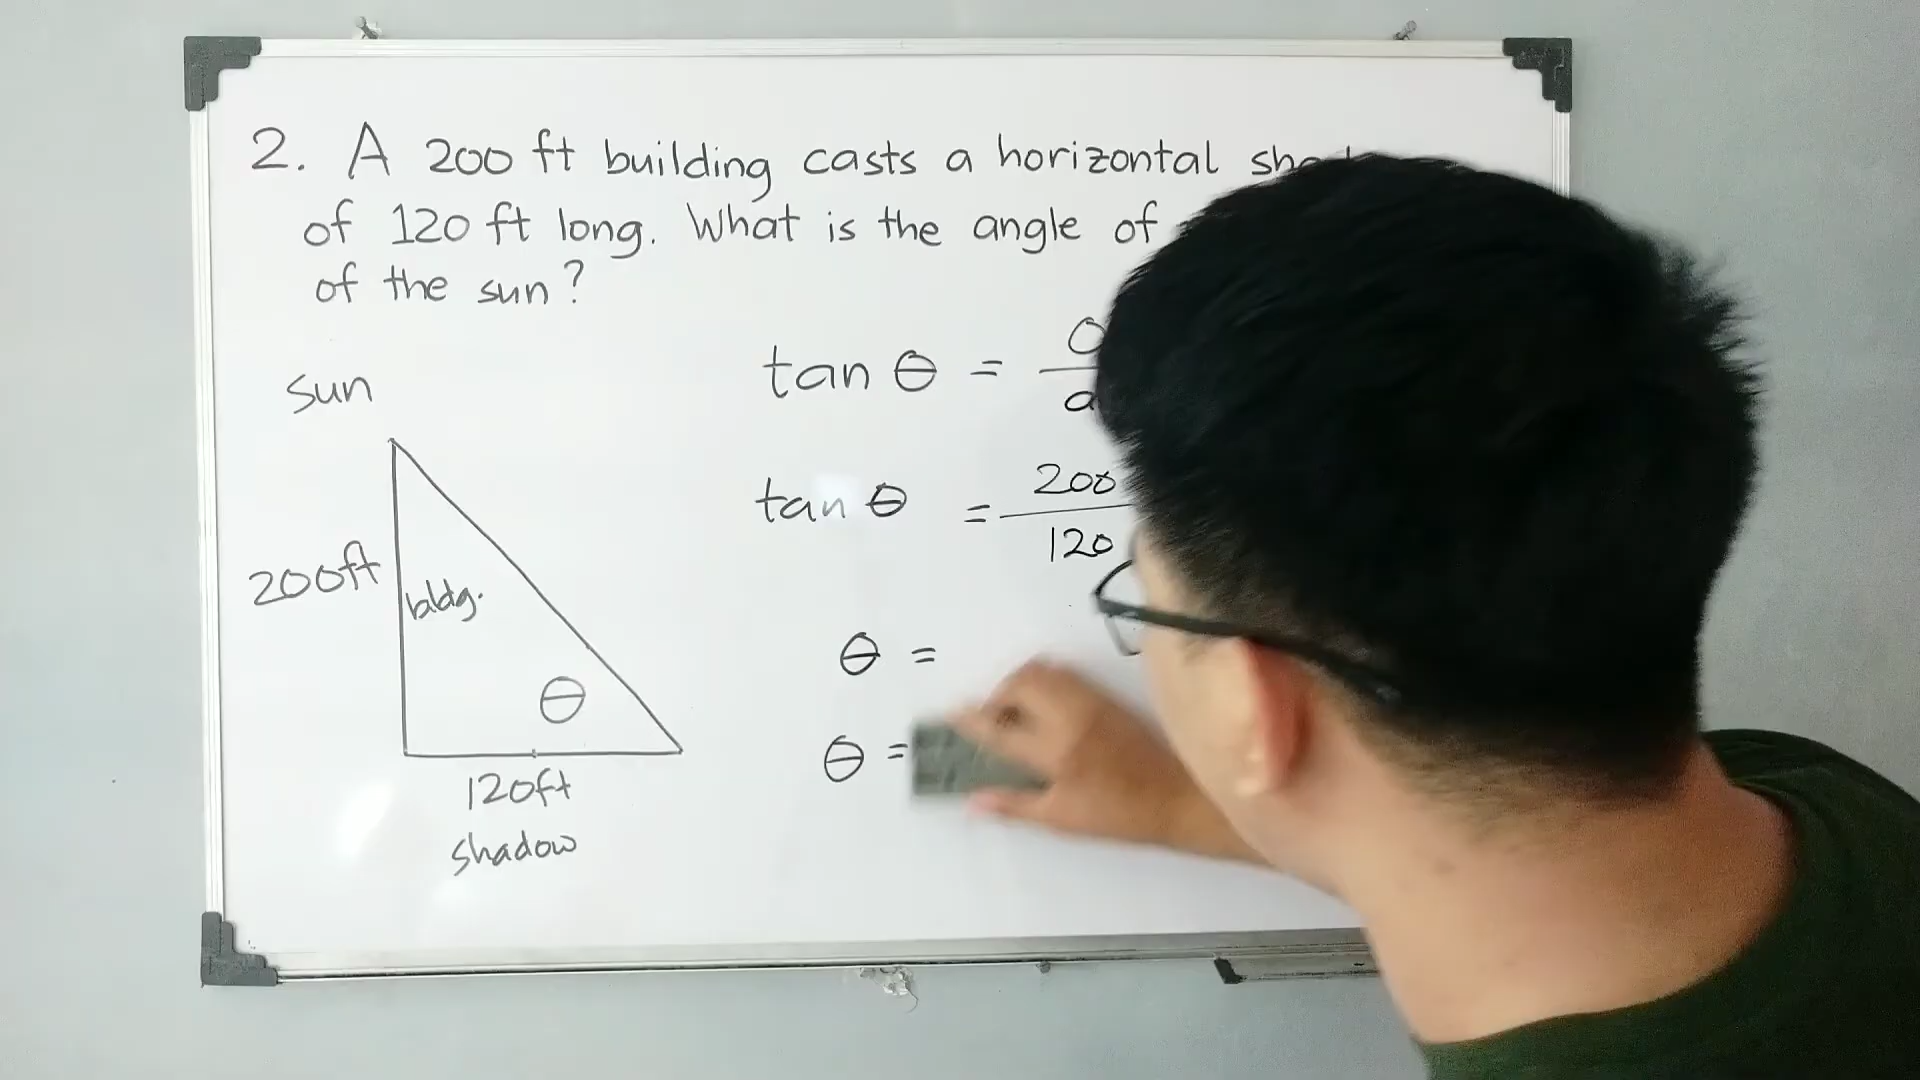 2. A 200 ft building casts a horizontal
of 120 ft long. What is the angle of
of the sun?
sun
200ft
bldg.
θ
120ft
shadow
tan θ =
tan θ = 200/120
θ =
θ =